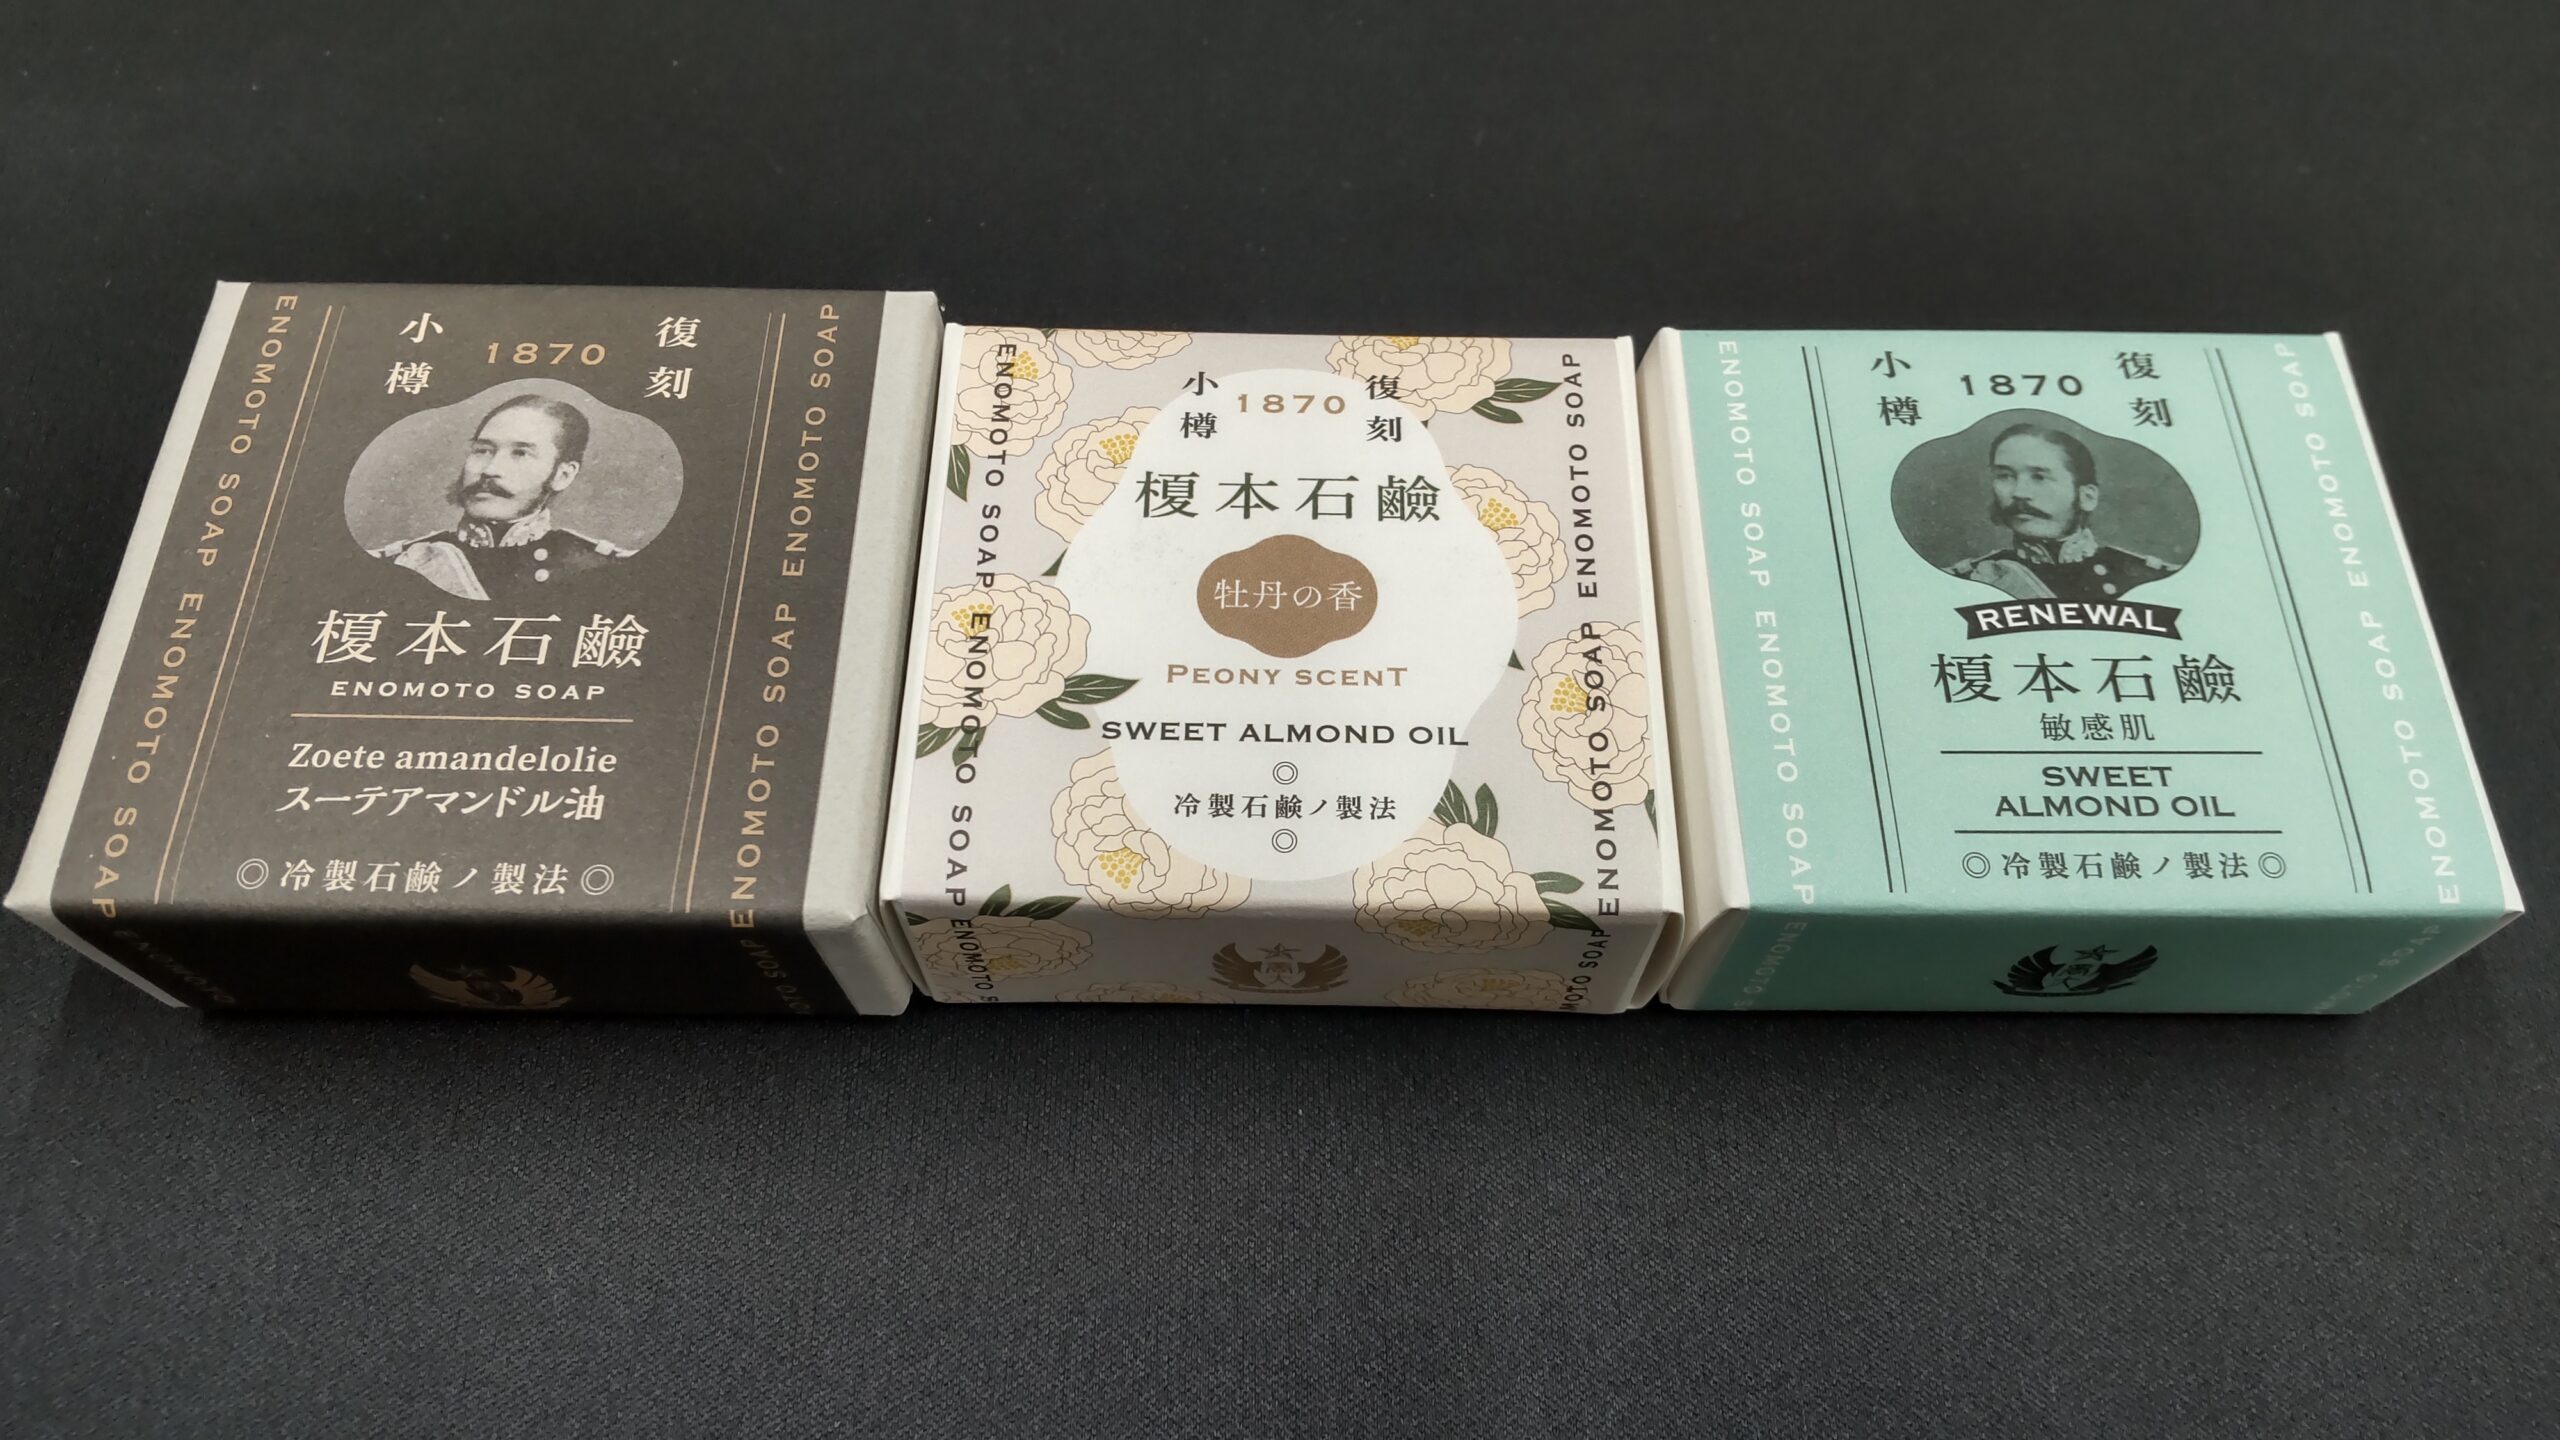 小樽
1870
復刻
榎本石鹼
ENOMOTO SOAP
Zoete amandelolie
スーテアマンドル油
◎冷製石鹸ノ製法◎
ENOMOTO SOAP ENOMOTO SOAP
ENOMOTO SOAP ENOMOTO SOAP
小樽
1870
復刻
榎本石鹼
牡丹の香
PEONY SCENT
SWEET ALMOND OIL
◎
冷製石鹸ノ製法
◎
ENOMOTO SOAP ENOMOTO SOAP
ENOMOTO SOAP ENOMOTO SOAP
小樽
1870
復刻
RENEWAL
榎本石鹼
敏感肌
SWEET
ALMOND OIL
◎冷製石鹸ノ製法◎
ENOMOTO SOAP ENOMOTO SOAP
ENOMOTO SOAP ENOMOTO SOAP